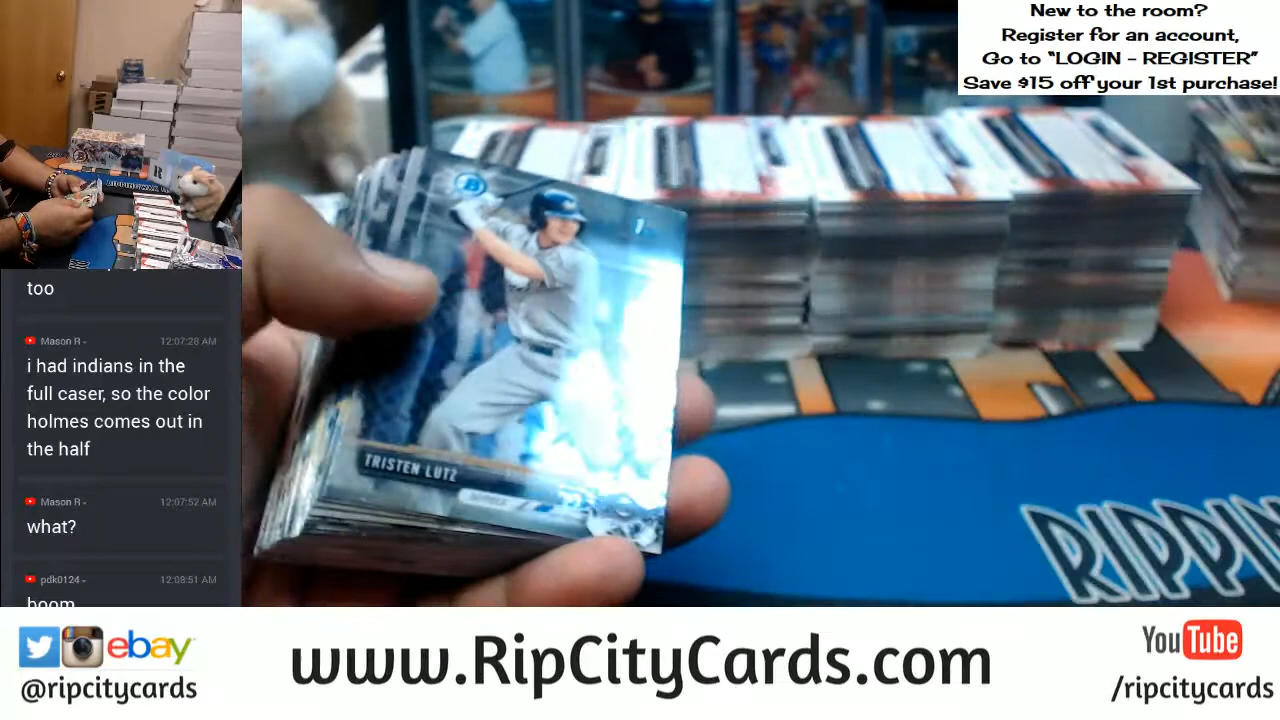 New to the room?
Register for an account,
Go to “LOGIN – REGISTER”
Save $15 off your 1st purchase!
B
TRISTEN LUTZ
too
Mason R
12:07:28 AM
i had indians in the
full caser, so the color
holmes comes out in
the half
Mason R
12:07:52 AM
what?
pdk0124
12:08:51 AM
boom
RIPPIN
ebay
@ripcitycards
www.RipCityCards.com
YouTube
/ripcitycards